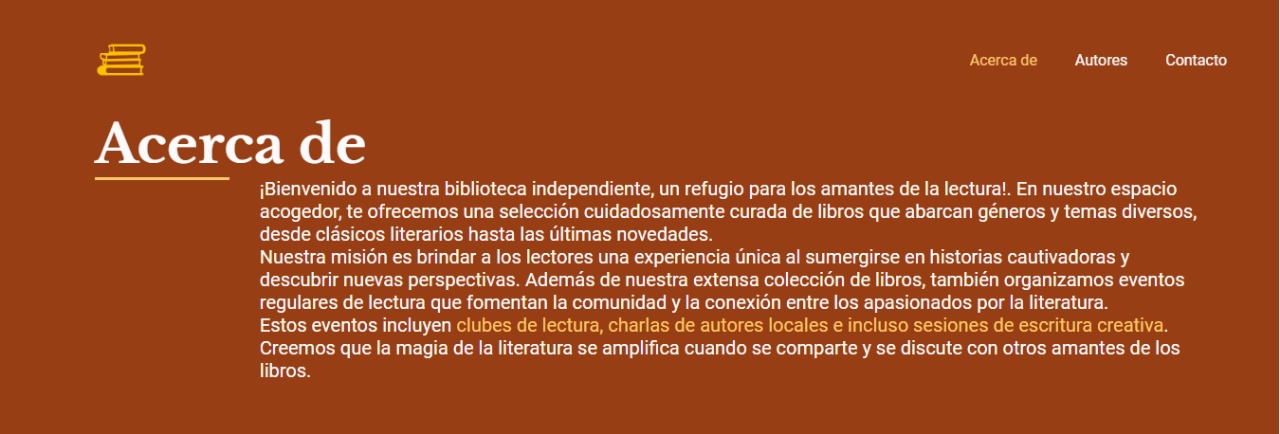 Acerca de Autores Contacto
Acerca de
¡Bienvenido a nuestra biblioteca independiente, un refugio para los amantes de la lectura!. En nuestro espacio
acogedor, te ofrecemos una selección cuidadosamente curada de libros que abarcan géneros y temas diversos,
desde clásicos literarios hasta las últimas novedades.
Nuestra misión es brindar a los lectores una experiencia única al sumergirse en historias cautivadoras y
descubrir nuevas perspectivas. Además de nuestra extensa colección de libros, también organizamos eventos
regulares de lectura que fomentan la comunidad y la conexión entre los apasionados por la literatura.
Estos eventos incluyen clubes de lectura, charlas de autores locales e incluso sesiones de escritura creativa.
Creemos que la magia de la literatura se amplifica cuando se comparte y se discute con otros amantes de los
libros.